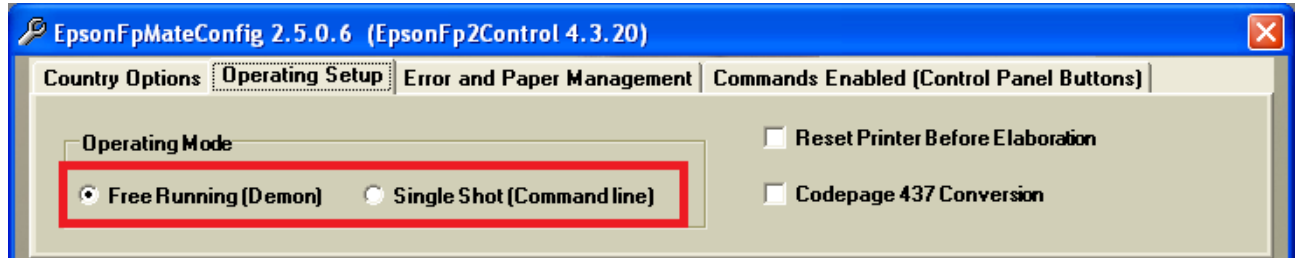 EpsonFpMateConfig 2.5.0.6 (EpsonFp2Control 4.3.20)
Country Options Operating Setup Error and Paper Management Commands Enabled (Control Panel Buttons)
Operating Mode
Free Running (Demon) Single Shot (Command line)
Reset Printer Before Elaboration
Codepage 437 Conversion